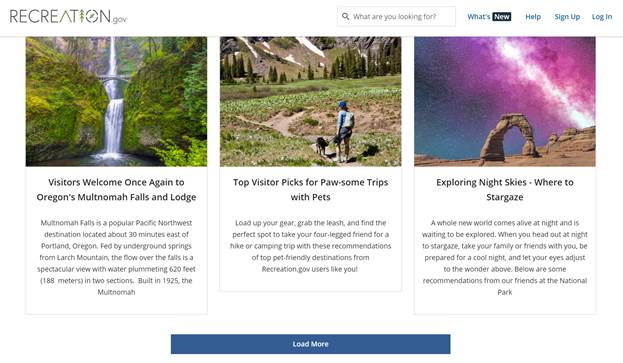 RECREATION.gov
What are you looking for?
What's New
Help
Sign Up
Log In
Visitors Welcome Once Again to
Oregon's Multnomah Falls and Lodge
Multnomah Falls is a popular Pacific Northwest
destination located about 30 minutes east of
Portland, Oregon. Fed by underground springs
from Larch Mountain, the flow over the falls is a
spectacular view with water plummeting 620 feet
(188 meters) in two sections. Built in 1925, the
Multnomah
Top Visitor Picks for Paw-some Trips
with Pets
Load up your gear, grab the leash, and find the
perfect spot to take your four-legged friend for a
hike or camping trip with these recommendations
of top pet-friendly destinations from
Recreation.gov users like you!
Exploring Night Skies - Where to
Stargaze
A whole new world comes alive at night and is
waiting to be explored. When you head out at night
to stargaze, take your family or friends with you, be
prepared for a cool night, and let your eyes adjust
to the wonder above. Below are some
recommendations from our friends at the National
Park
Load More